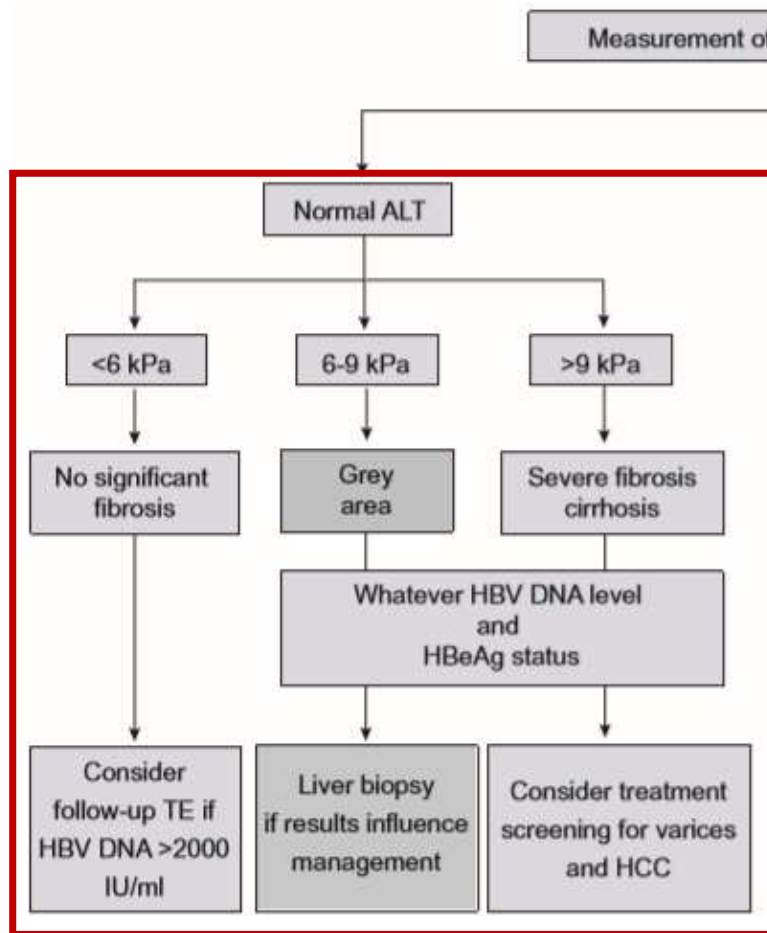 Measurement of
Normal ALT
<6 kPa
6-9 kPa
>9 kPa
No significant
fibrosis
Grey
area
Severe fibrosis
cirrhosis
Whatever HBV DNA level
and
HBeAg status
Consider
follow-up TE if
HBV DNA >2000
IU/ml
Liver biopsy
if results influence
management
Consider treatment
screening for varices
and HCC